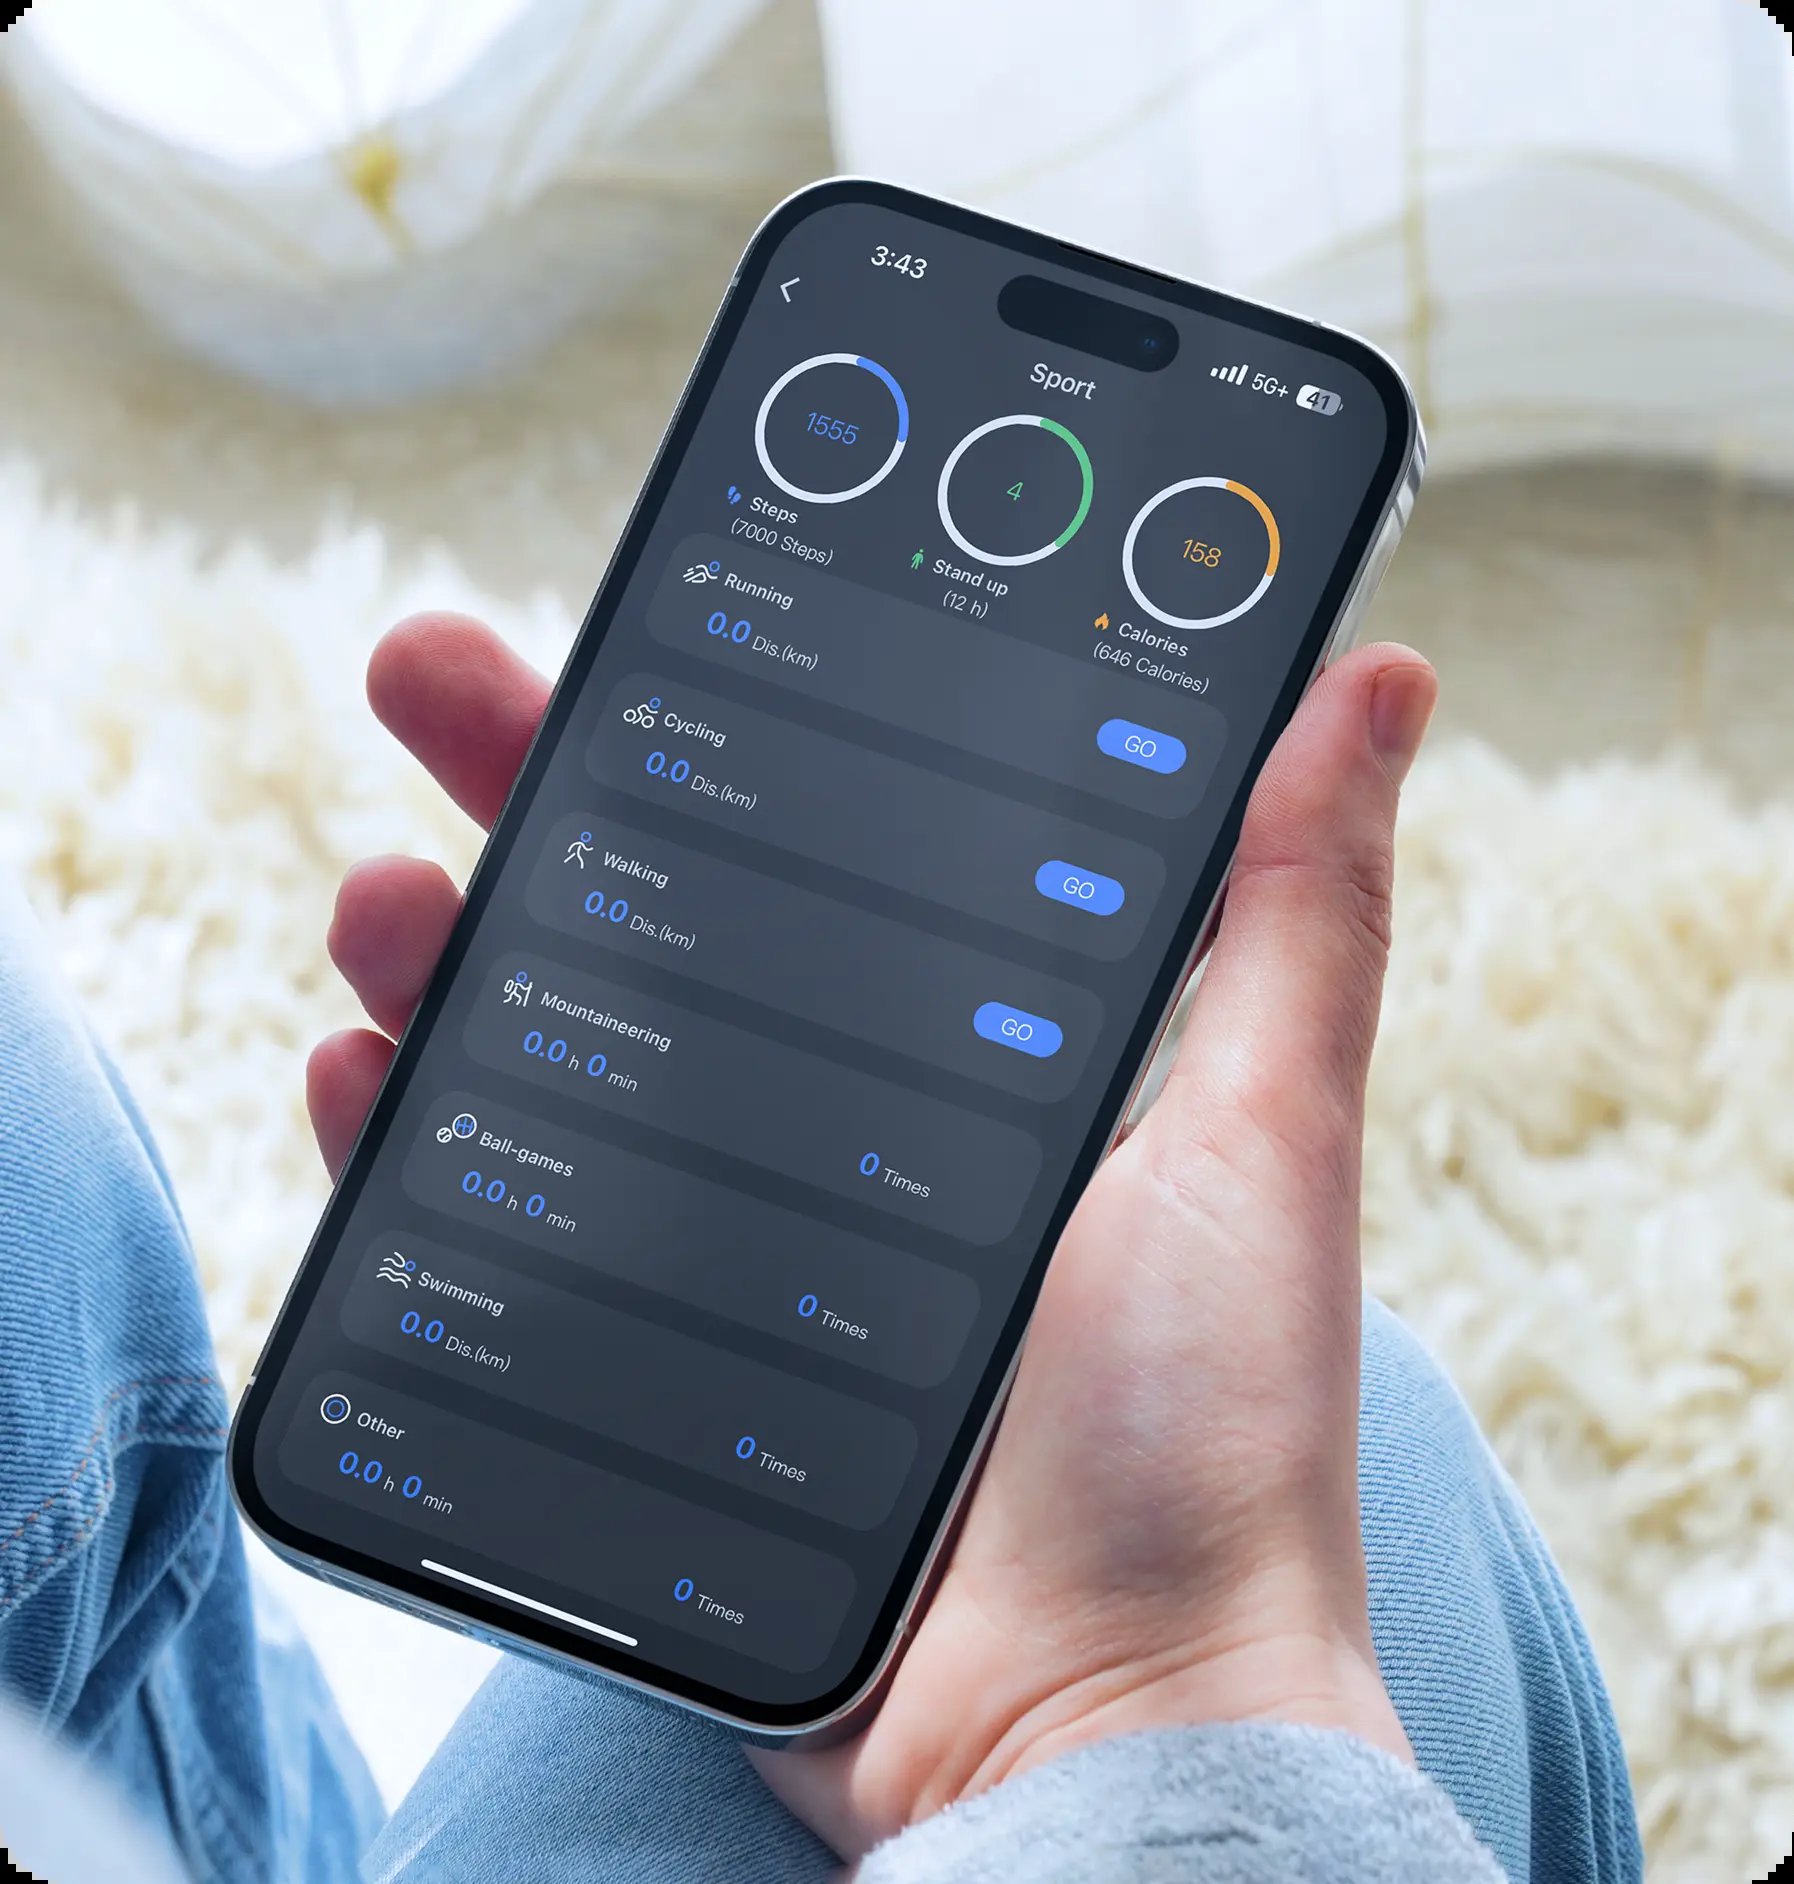 3:43
5G+ 41
Sport
1555
Steps
(7000 Steps)
4
Stand up
(12 h)
158
Calories
(646 Calories)
Running
0.0 Dis.(km)
GO
Cycling
0.0 Dis.(km)
GO
Walking
0.0 Dis.(km)
GO
Mountaineering
0.0 h 0 min
0 Times
Ball-games
0.0 h 0 min
0 Times
Swimming
0.0 Dis.(km)
0 Times
Other
0.0 h 0 min
0 Times